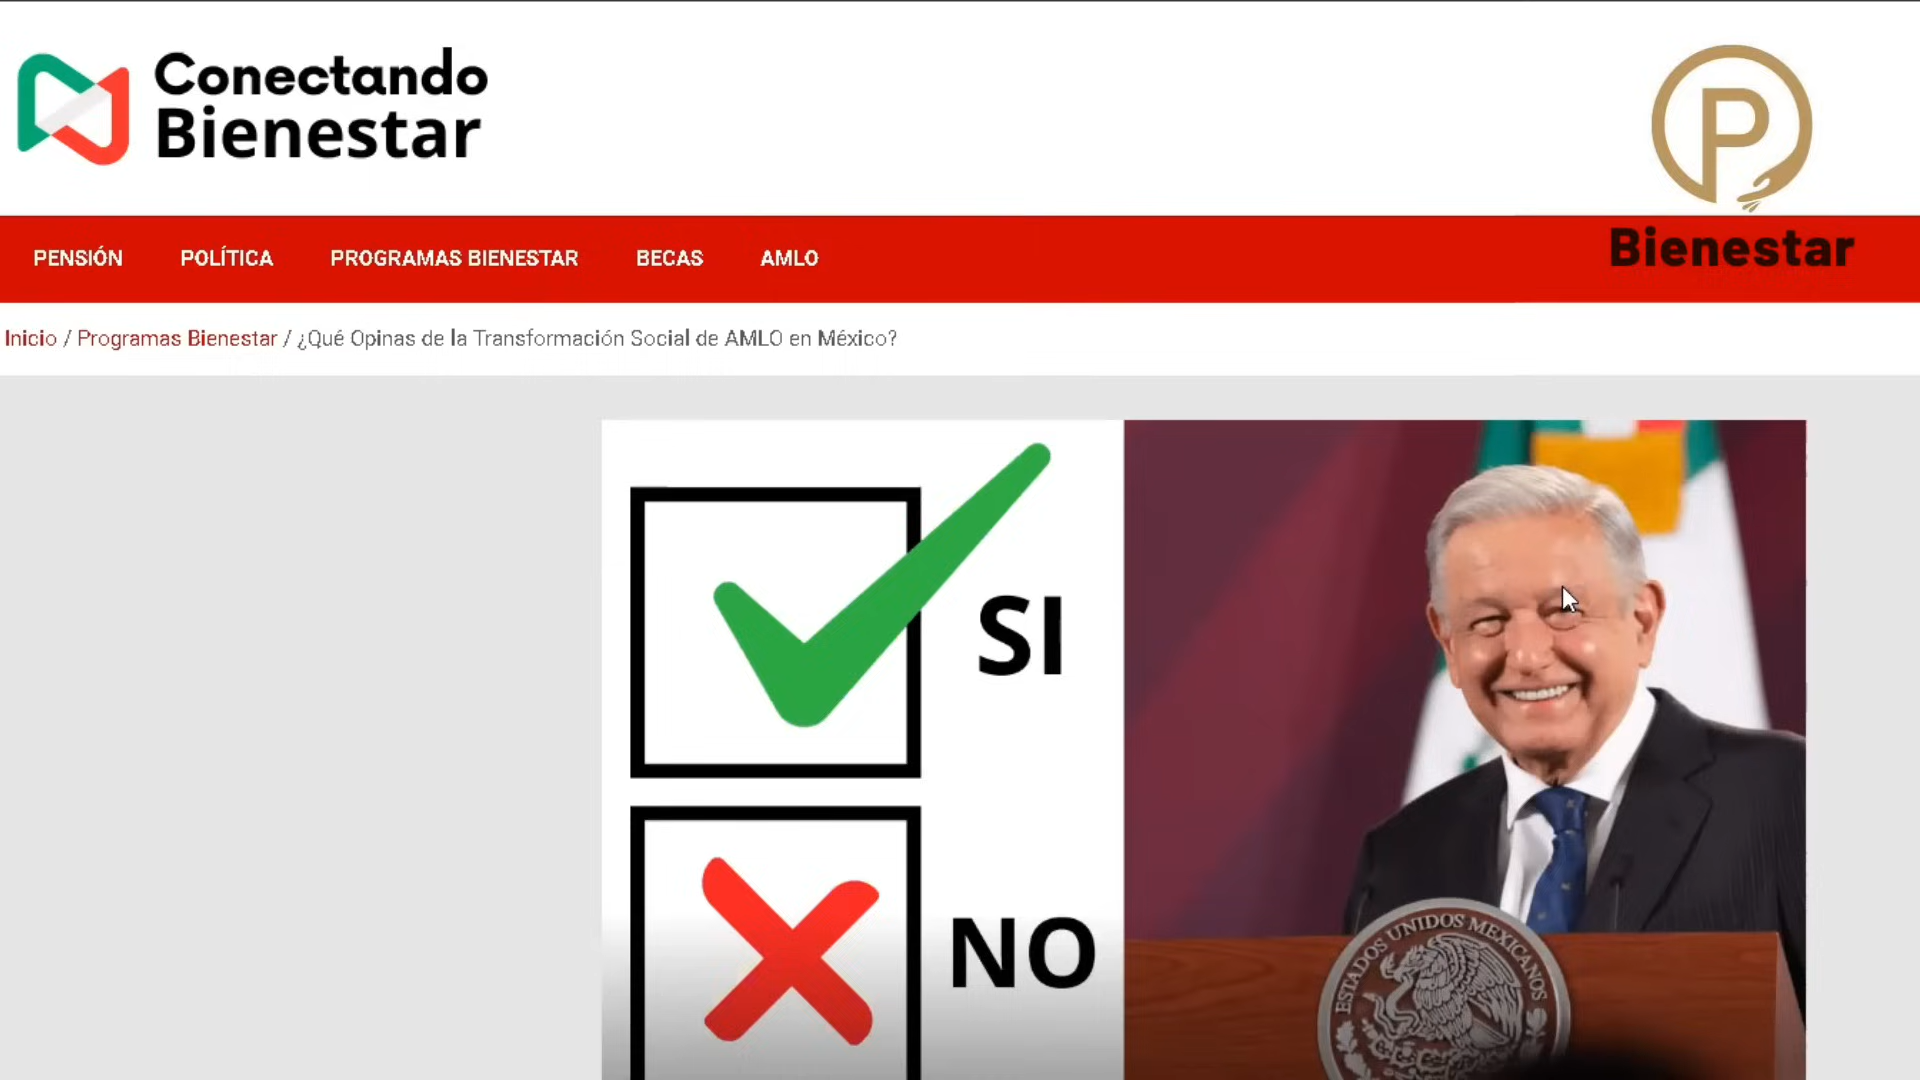 Conectando
Bienestar
P
Bienestar
PENSIÓN POLÍTICA PROGRAMAS BIENESTAR BECAS AMLO
Inicio / Programas Bienestar / ¿Qué Opinas de la Transformación Social de AMLO en México?
SI
NO
ESTADOS UNIDOS MEXICANOS